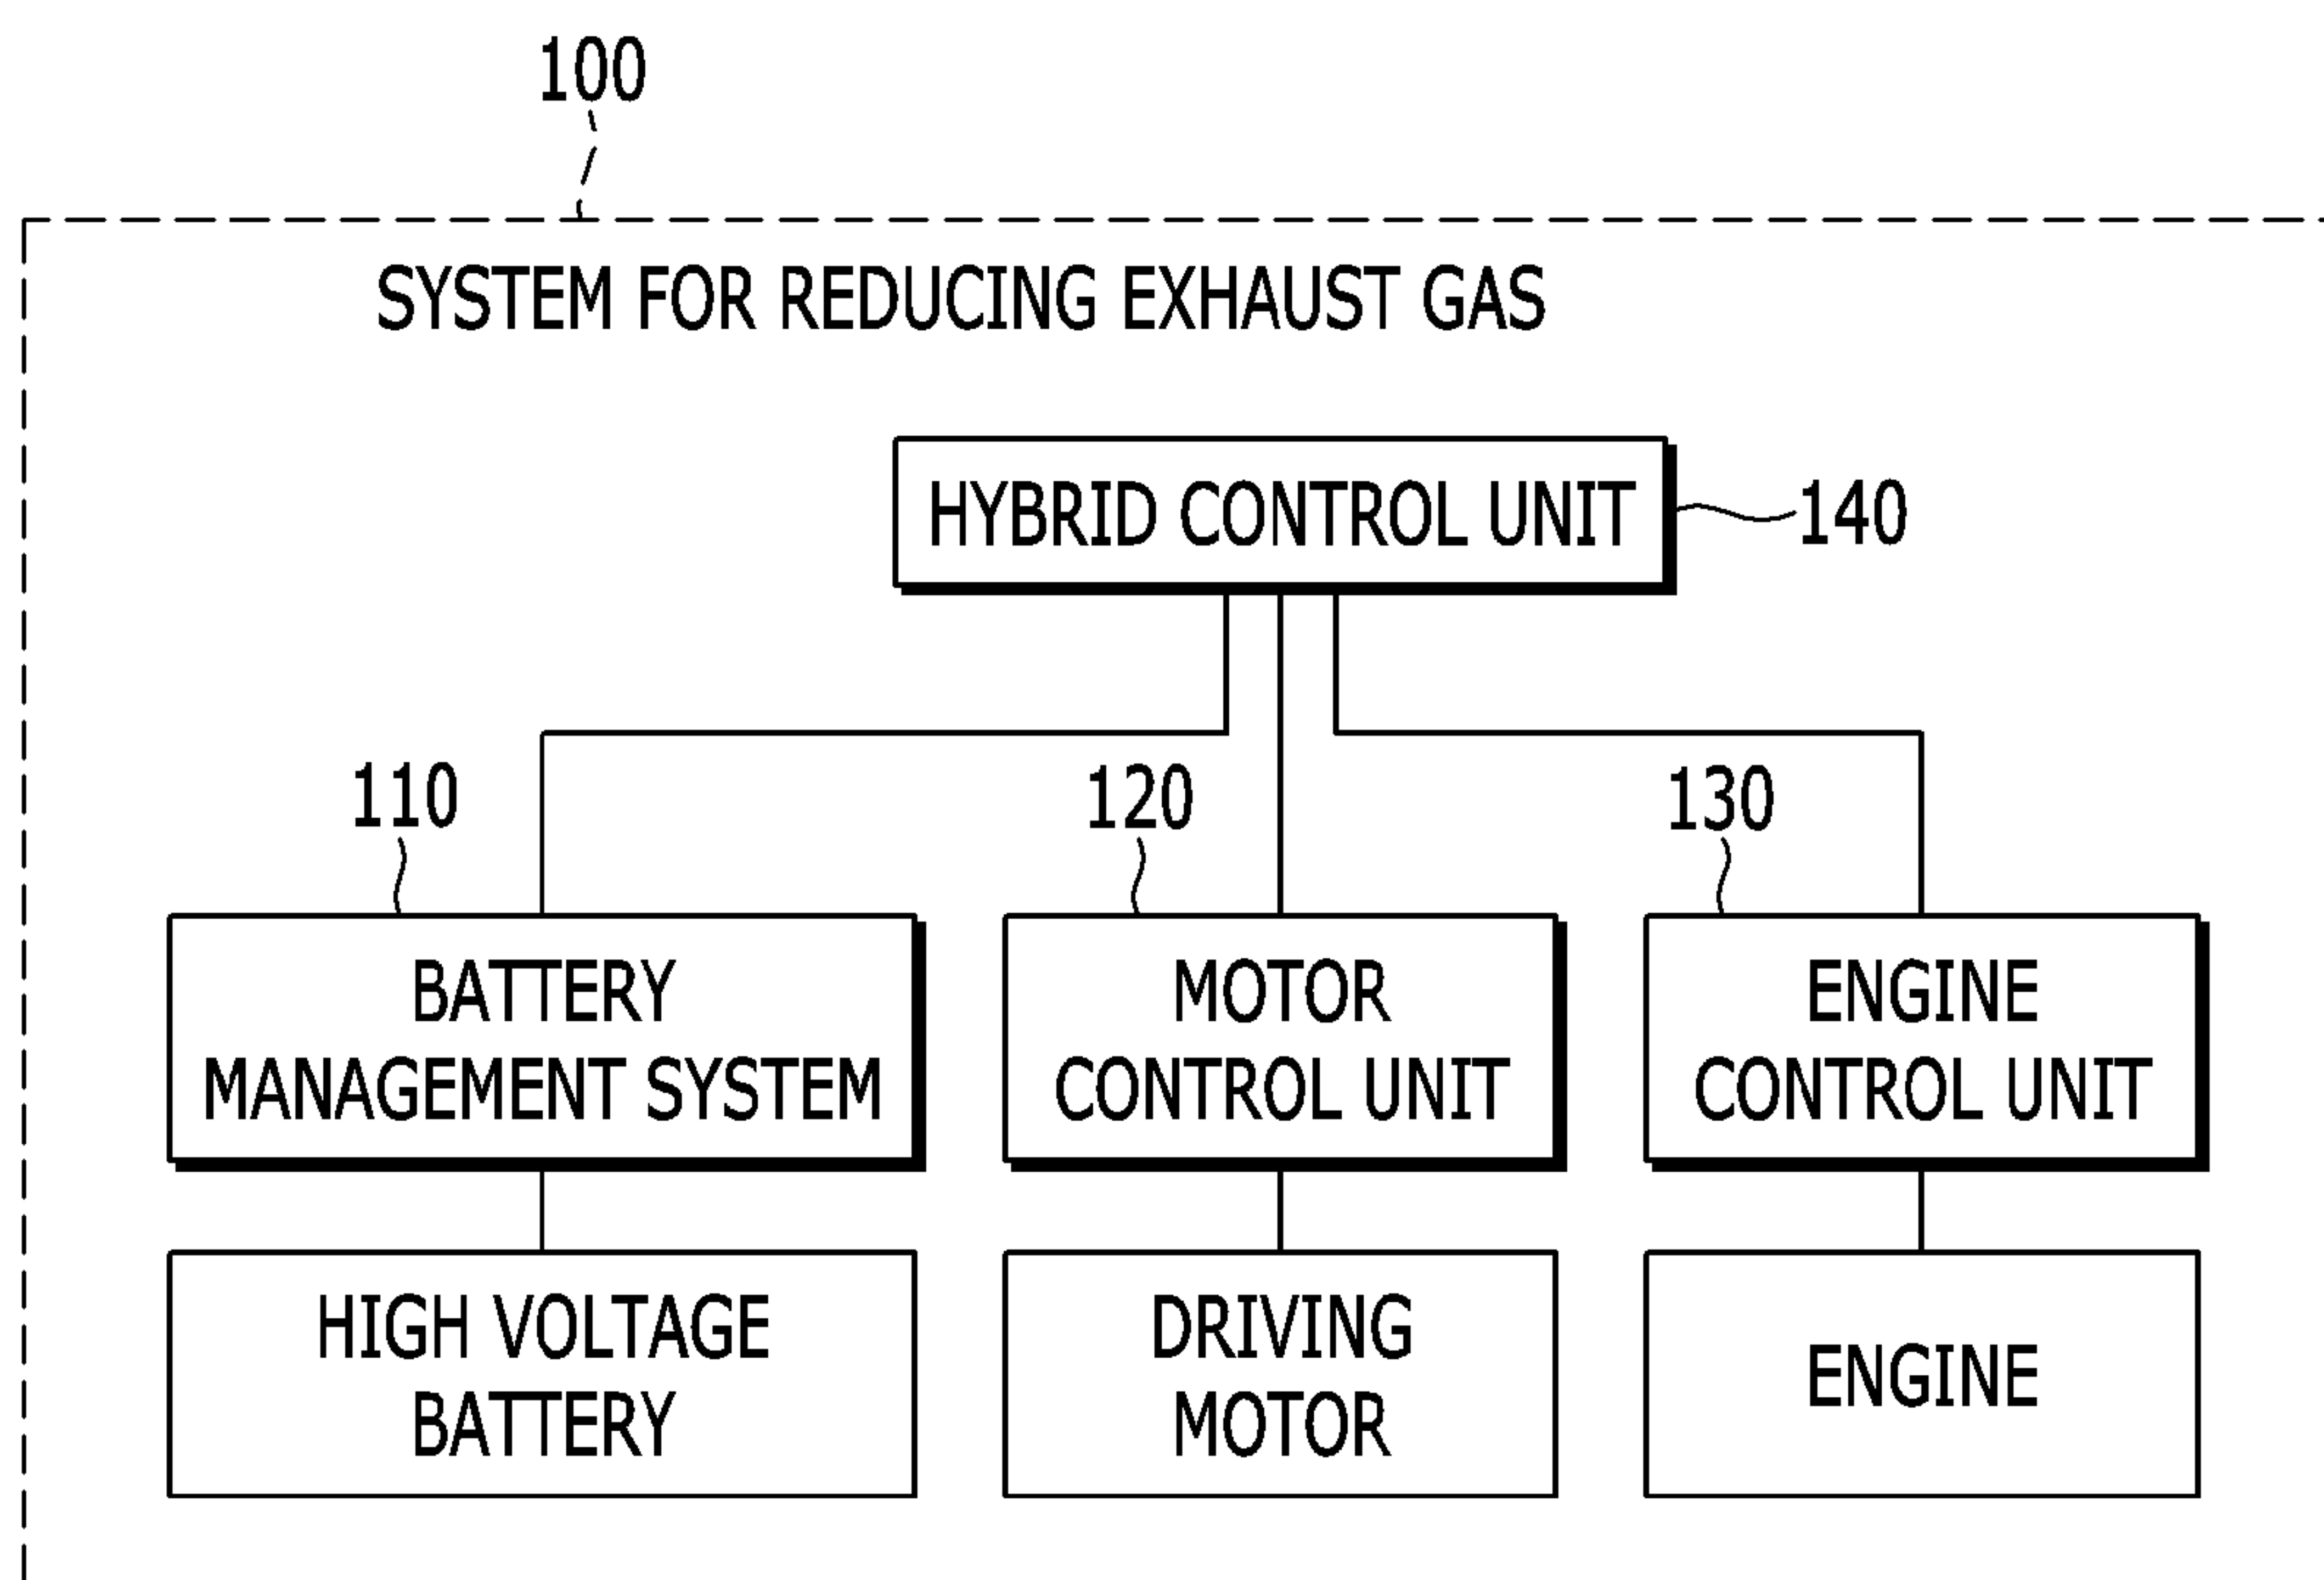 100
SYSTEM FOR REDUCING EXHAUST GAS
HYBRID CONTROL UNIT
140
110
120
130
BATTERY
MANAGEMENT SYSTEM
MOTOR
CONTROL UNIT
ENGINE
CONTROL UNIT
HIGH VOLTAGE
BATTERY
DRIVING
MOTOR
ENGINE